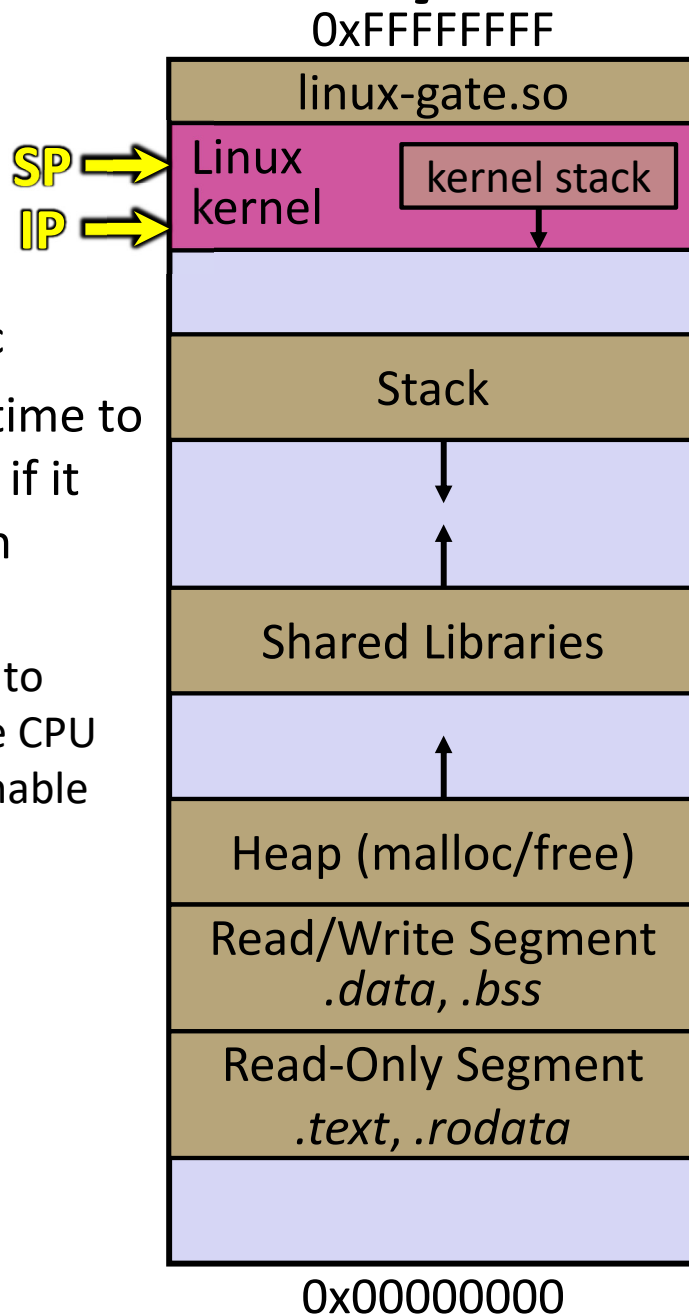 0xFFFFFFFF
linux-gate.so
SP
IP
Linux
kernel
kernel stack
time to
if it
Stack
to
CPU
Shared Libraries
Heap (malloc/free)
Read/Write Segment
.data, .bss
Read-Only Segment
.text, .rodata
0x00000000